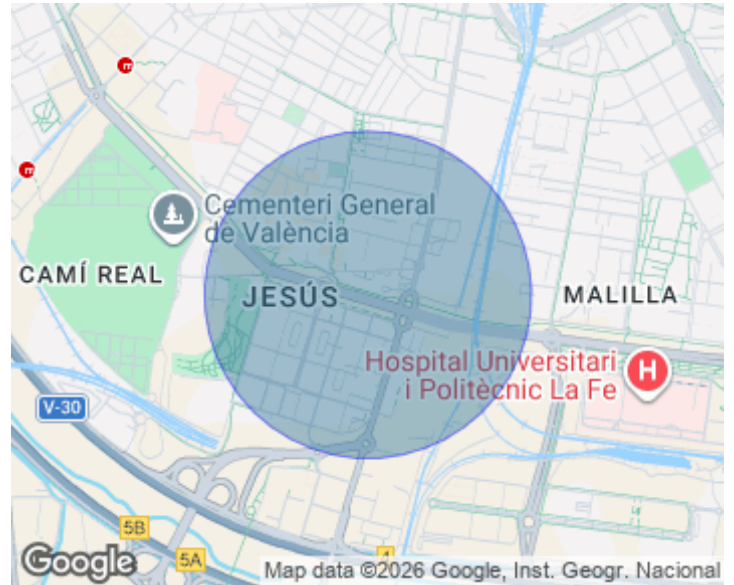 Cementeri General
de València
CAMÍ REAL
JESÚS
MALILLA
Hospital Universitari
i Politècnic La Fe
H
V-30
5B
5A
4
Google
Map data ©2026 Google, Inst. Geogr. Nacional